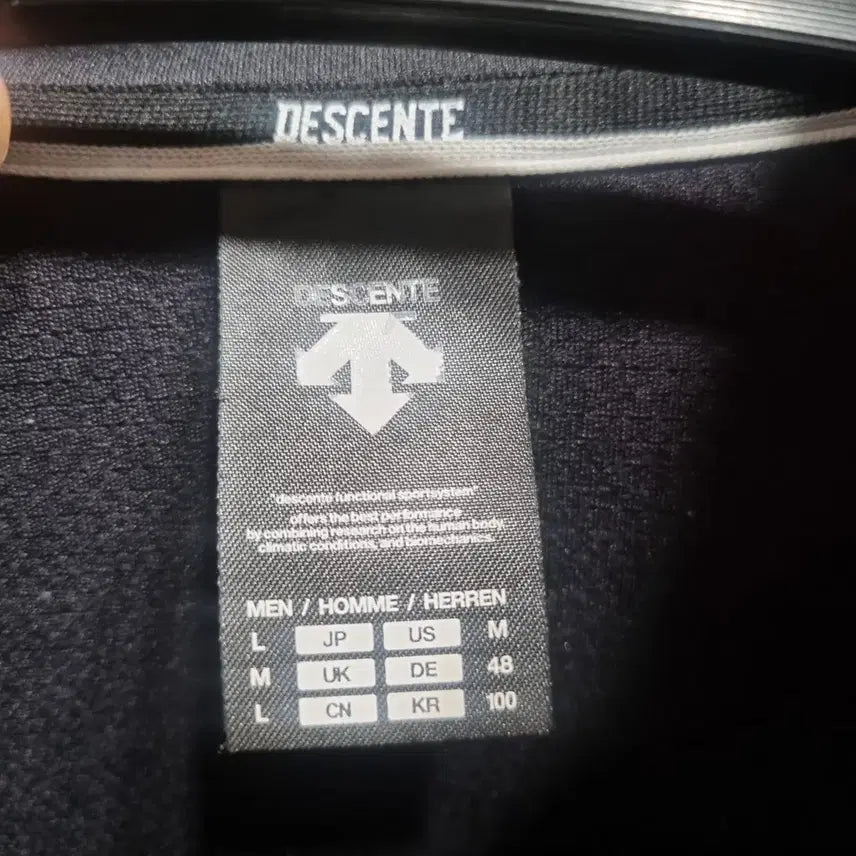 DESCENTE
DESCENTE
"descente functional sportsystem"
offers the best performance
by combining research on the human body,
climatic conditions, and biomechanics.
MEN / HOMME / HERREN
L JP US M
M UK DE 48
L CN KR 100